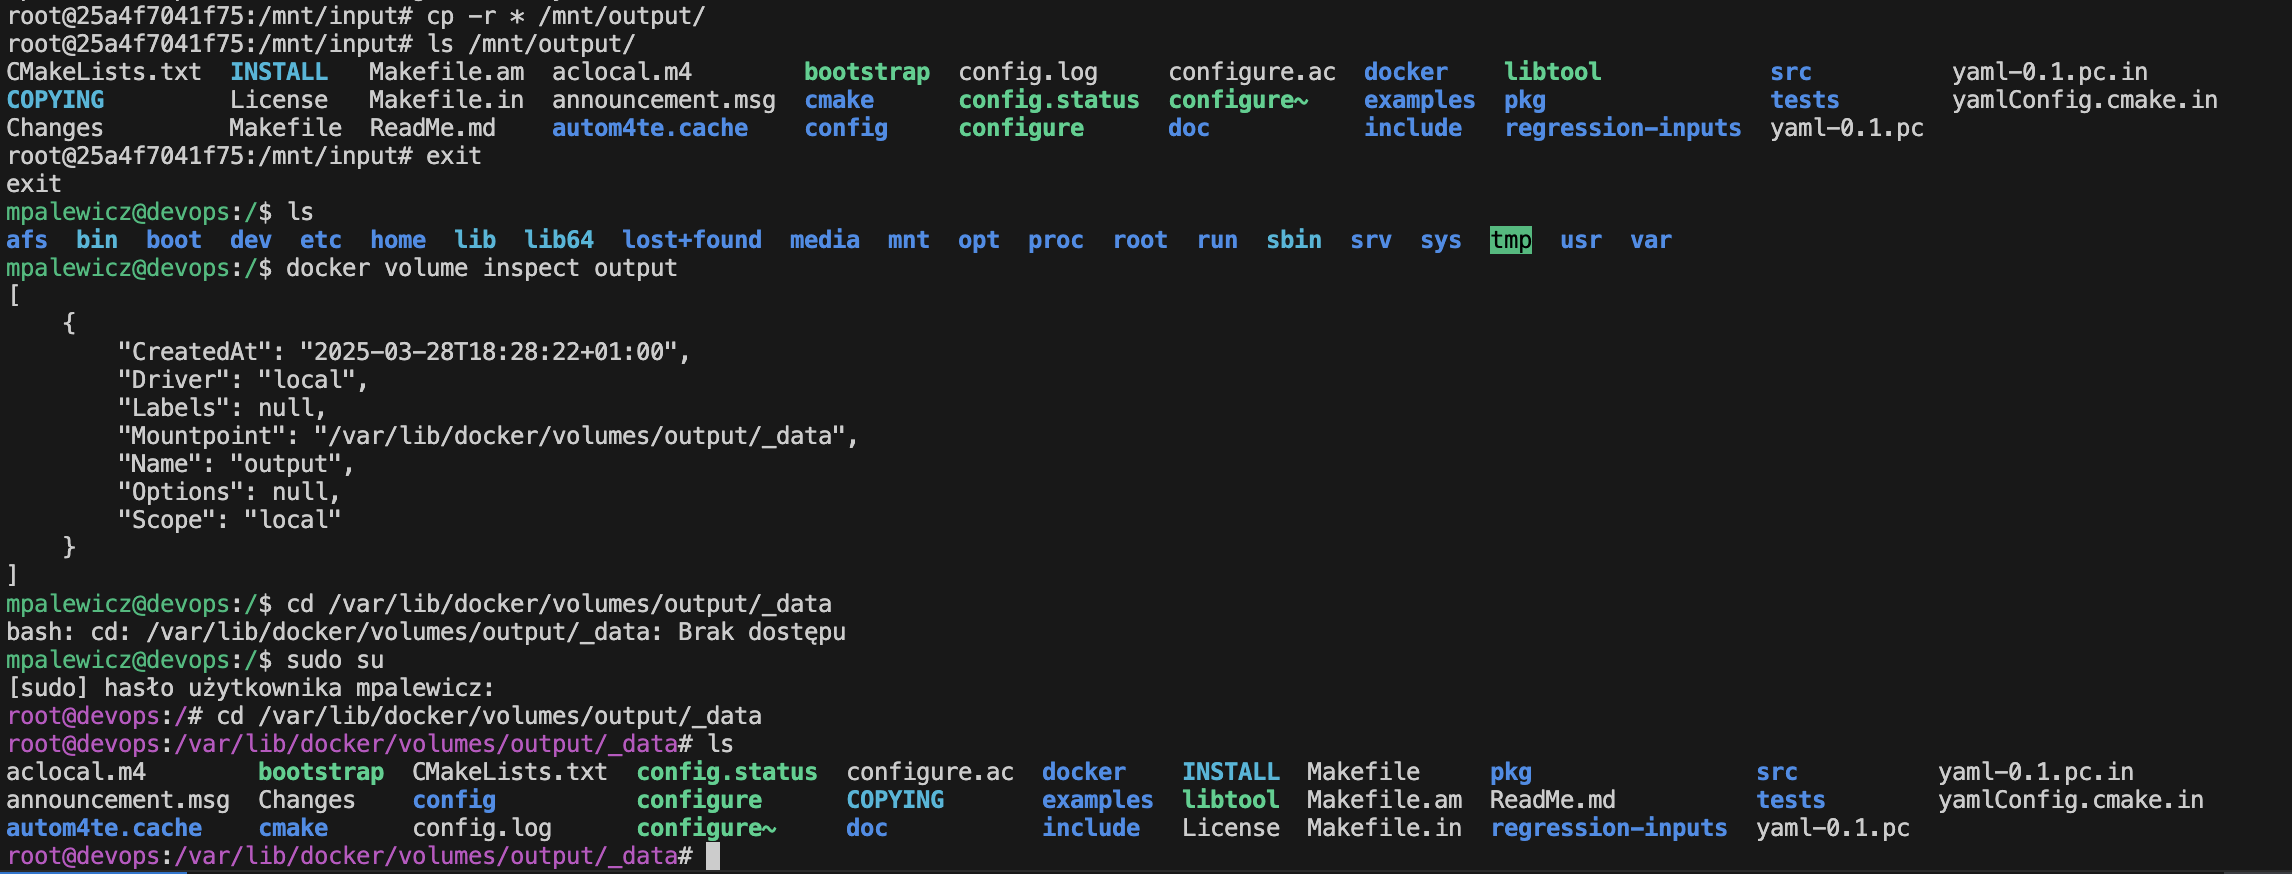 root@25a4f7041f75:/mnt/input# cp -r * /mnt/output/
root@25a4f7041f75:/mnt/input# ls /mnt/output/
CMakeLists.txt  INSTALL   Makefile.am  aclocal.m4        bootstrap  config.log     configure.ac  docker    libtool            src          yaml-0.1.pc.in
COPYING         License   Makefile.in  announcement.msg  cmake      config.status  configure~    examples  pkg                tests        yamlConfig.cmake.in
Changes         Makefile  ReadMe.md    autom4te.cache    config     configure      doc           include   regression-inputs  yaml-0.1.pc
root@25a4f7041f75:/mnt/input# exit
exit
mpalewicz@devops:/$ ls
afs  bin  boot  dev  etc  home  lib  lib64  lost+found  media  mnt  opt  proc  root  run  sbin  srv  sys  tmp  usr  var
mpalewicz@devops:/$ docker volume inspect output
[
    {
        "CreatedAt": "2025-03-28T18:28:22+01:00",
        "Driver": "local",
        "Labels": null,
        "Mountpoint": "/var/lib/docker/volumes/output/_data",
        "Name": "output",
        "Options": null,
        "Scope": "local"
    }
]
mpalewicz@devops:/$ cd /var/lib/docker/volumes/output/_data
bash: cd: /var/lib/docker/volumes/output/_data: Brak dostępu
mpalewicz@devops:/$ sudo su
[sudo] hasło użytkownika mpalewicz:
root@devops:/# cd /var/lib/docker/volumes/output/_data
root@devops:/var/lib/docker/volumes/output/_data# ls
aclocal.m4        bootstrap  CMakeLists.txt  config.status  configure.ac  docker    INSTALL  Makefile     pkg                src          yaml-0.1.pc.in
announcement.msg  Changes    config          configure      COPYING       examples  libtool  Makefile.am  ReadMe.md          tests        yamlConfig.cmake.in
autom4te.cache    cmake      config.log      configure~     doc           include   License  Makefile.in  regression-inputs  yaml-0.1.pc
root@devops:/var/lib/docker/volumes/output/_data#